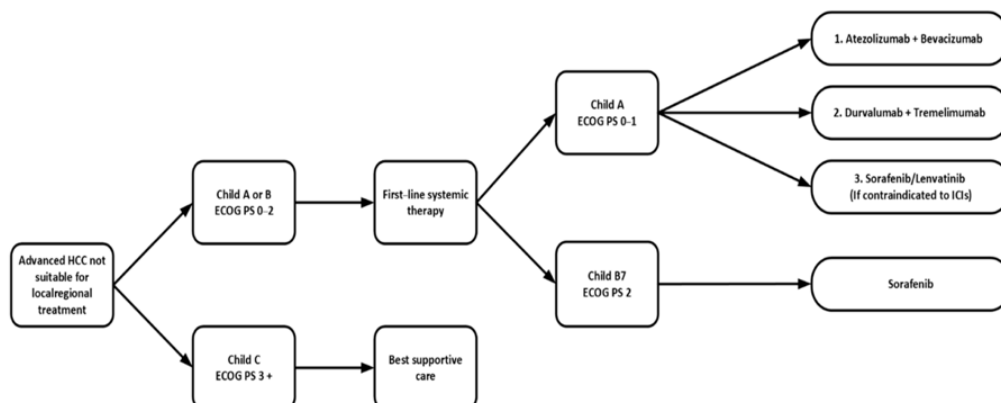 Advanced HCC not
suitable for
localregional
treatment
Child A or B
ECOG PS 0-2
First-line systemic
therapy
Child A
ECOG PS 0-1
1. Atezolizumab + Bevacizumab
2. Durvalumab + Tremelimumab
3. Sorafenib/Lenvatinib
(If contraindicated to ICIs)
Child B7
ECOG PS 2
Sorafenib
Child C
ECOG PS 3 +
Best supportive
care